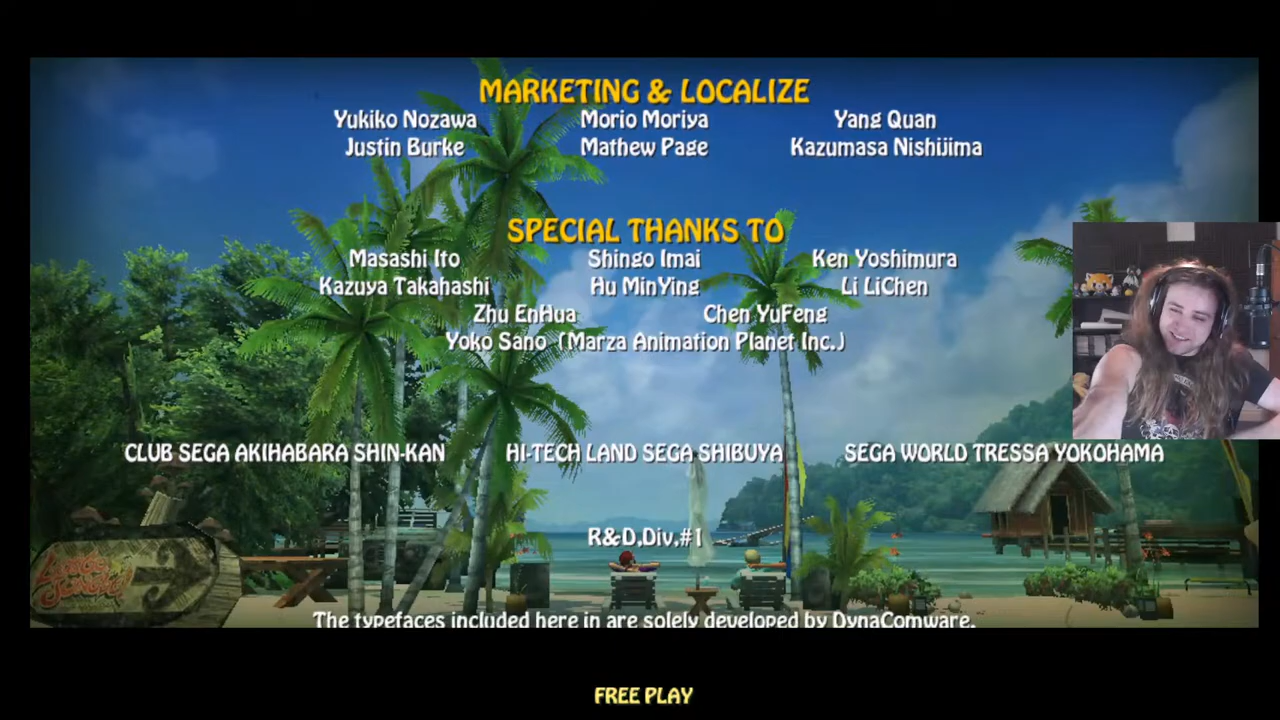 MARKETING & LOCALIZE
Yukiko Nozawa Morio Moriya Yang Quan
Justin Burke Mathew Page Kazumasa Nishijima
SPECIAL THANKS TO
Masashi Ito Shingo Imai Ken Yoshimura
Kazuya Takahashi Hu MinYing Li LiChen
Zhu EnHua Chen YuFeng
Yoko Sano (Marza Animation Planet Inc.)
CLUB SEGA AKIHABARA SHIN-KAN HI-TECH LAND SEGA SHIBUYA SEGA WORLD TRESSA YOKOHAMA
R&D,Div,#1
Let's go Jungle!
The typefaces included here in are solely developed by DynaComware.
FREE PLAY